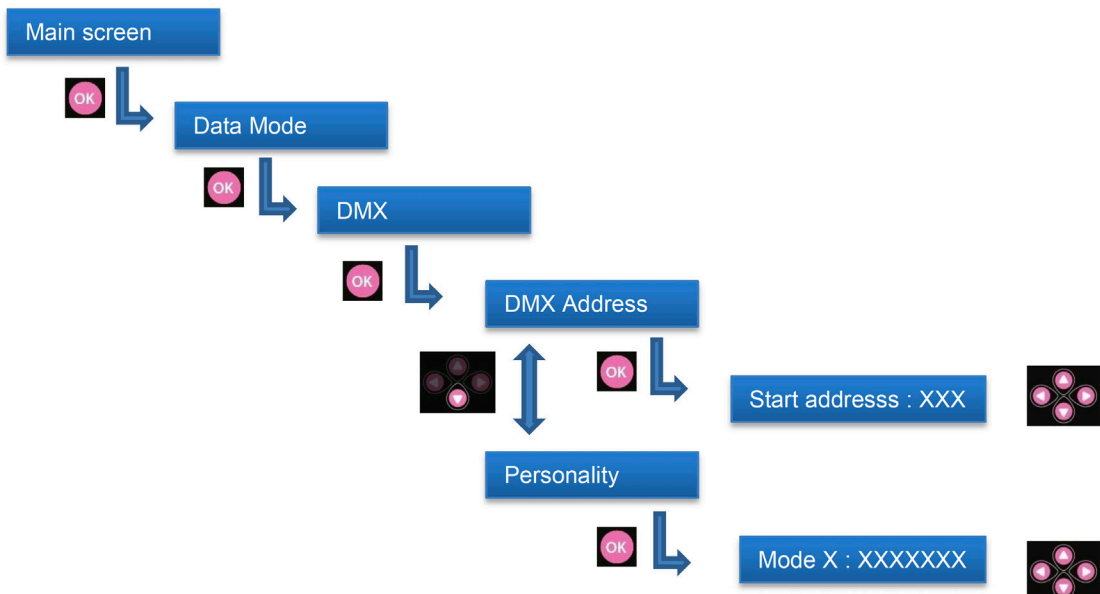 Main screen
OK
Data Mode
OK
DMX
OK
DMX Address
OK
Start addresss : XXX
Personality
OK
Mode X : XXXXXXX